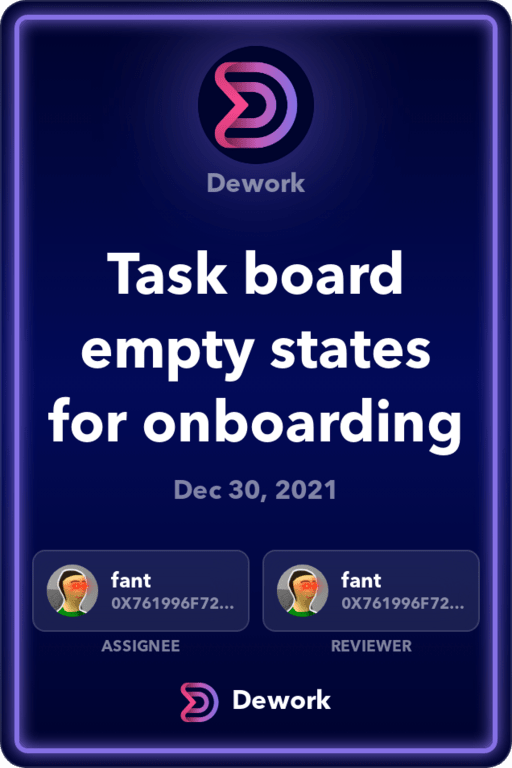 Dework
Task board
empty states
for onboarding
Dec 30, 2021
fant
0X761996F72...
ASSIGNEE
fant
0X761996F72...
REVIEWER
Dework